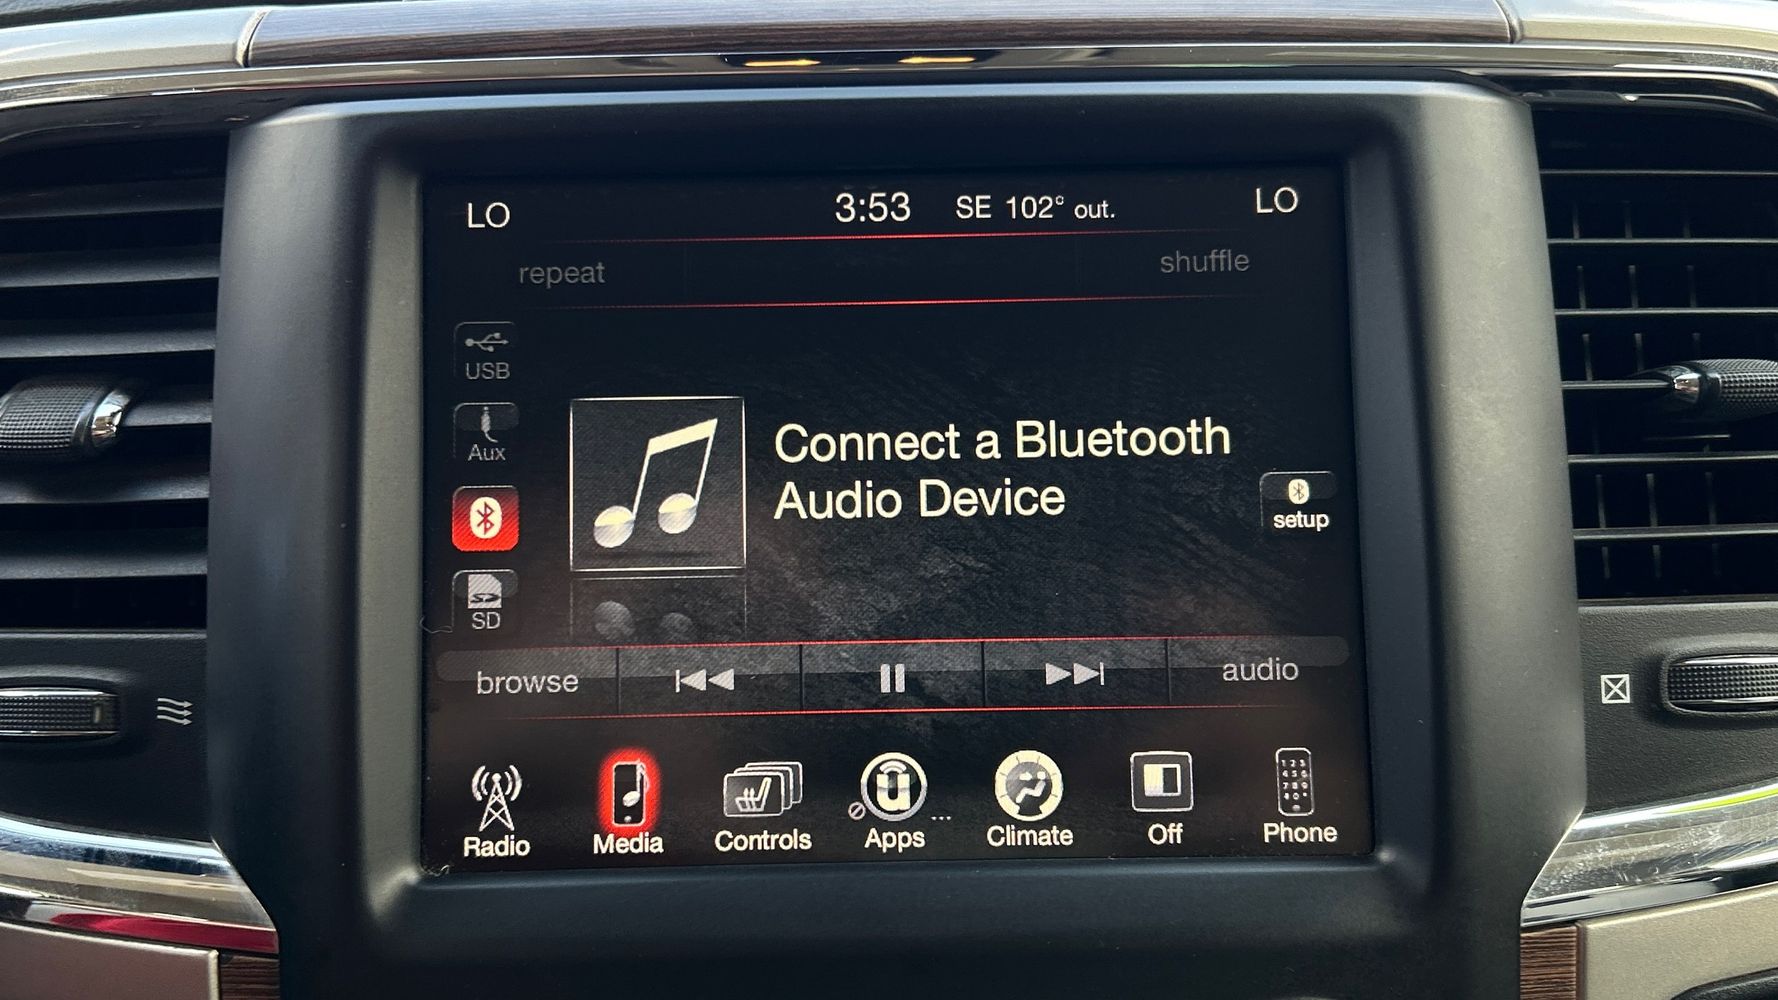 LO 3:53 SE 102° out. LO
repeat shuffle
USB
Aux
Connect a Bluetooth
Audio Device
setup
SD
browse audio
Radio Media Controls Apps ... Climate Off Phone